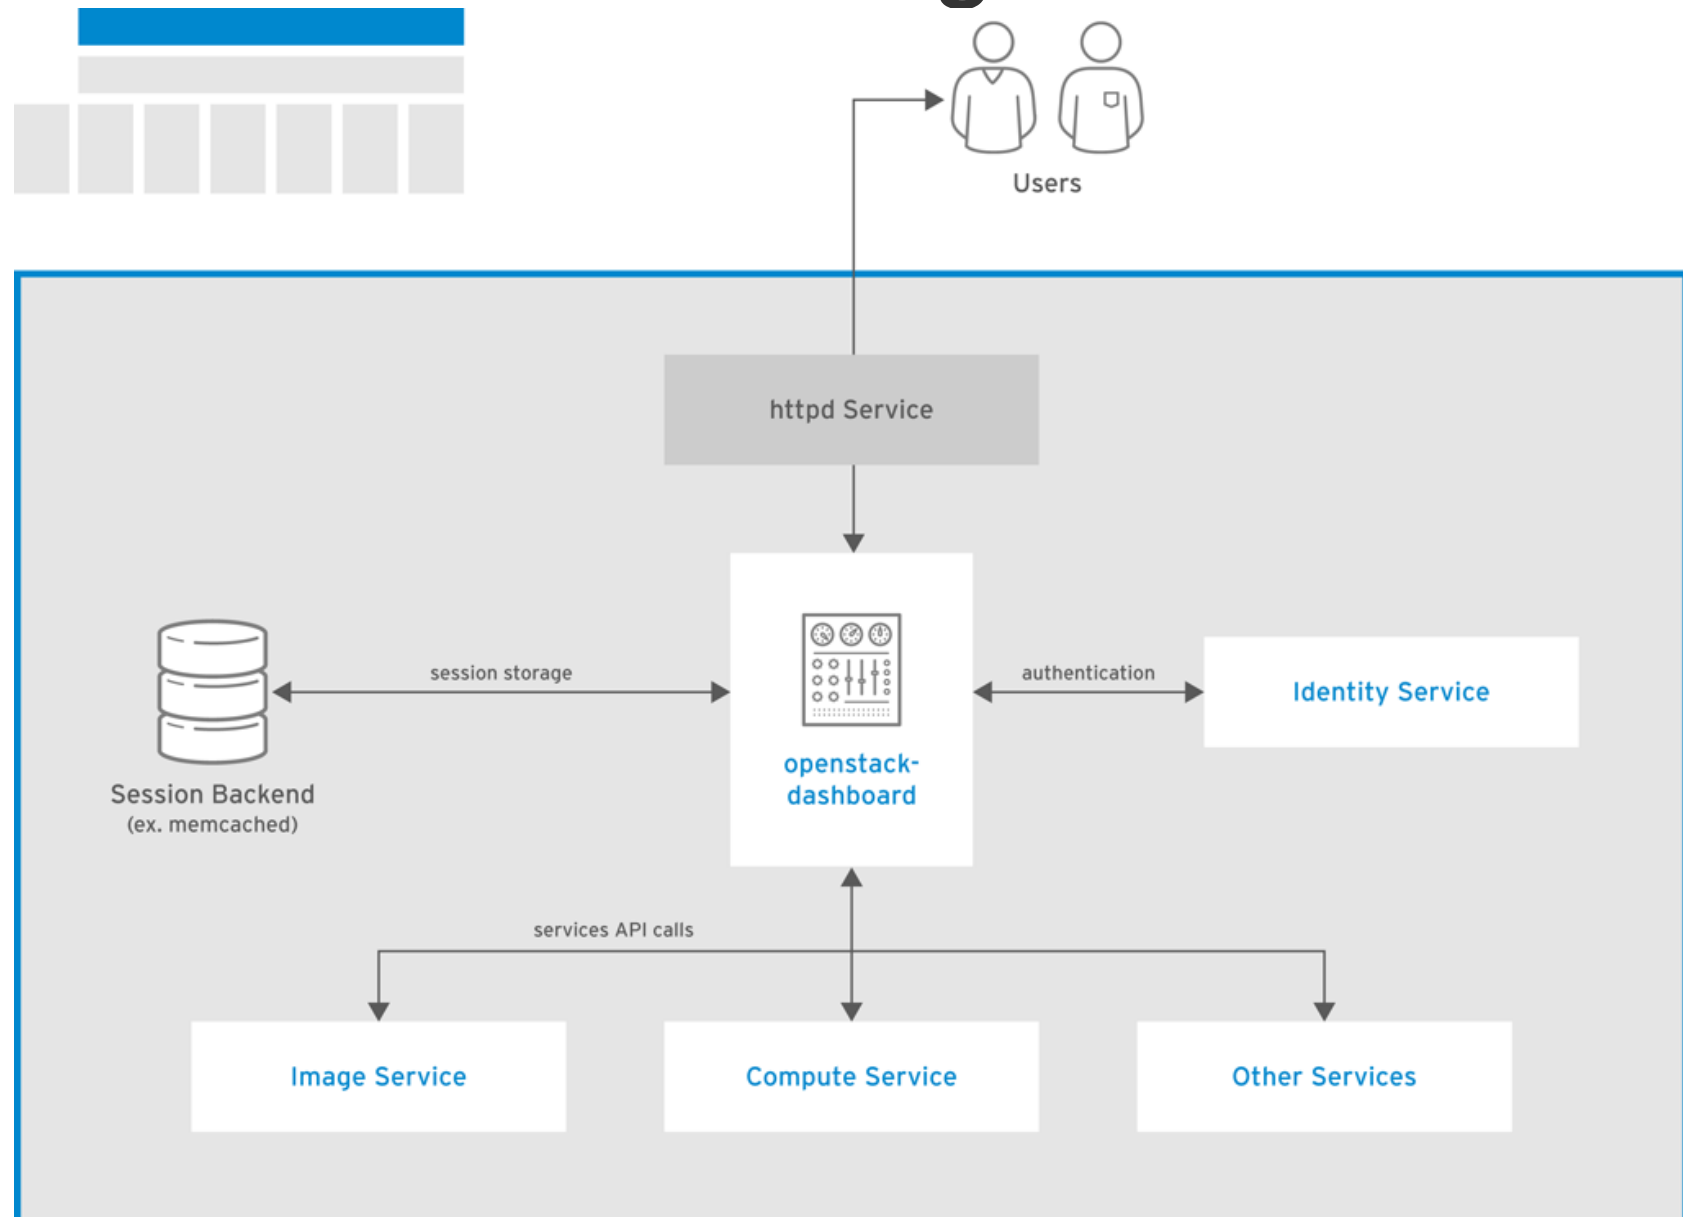 Users
httpd Service
session storage
authentication
Identity Service
openstack-
dashboard
Session Backend
(ex. memcached)
services API calls
Image Service
Compute Service
Other Services